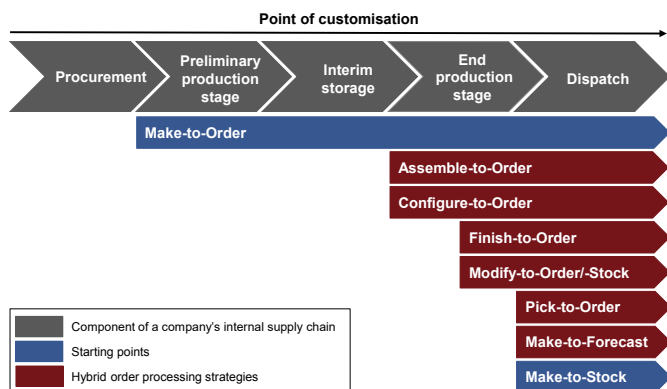 Point of customisation
Procurement
Preliminary
production
stage
Interim
storage
End
production
stage
Dispatch
Make-to-Order
Assemble-to-Order
Configure-to-Order
Finish-to-Order
Modify-to-Order/-Stock
Pick-to-Order
Make-to-Forecast
Make-to-Stock
Component of a company's internal supply chain
Starting points
Hybrid order processing strategies